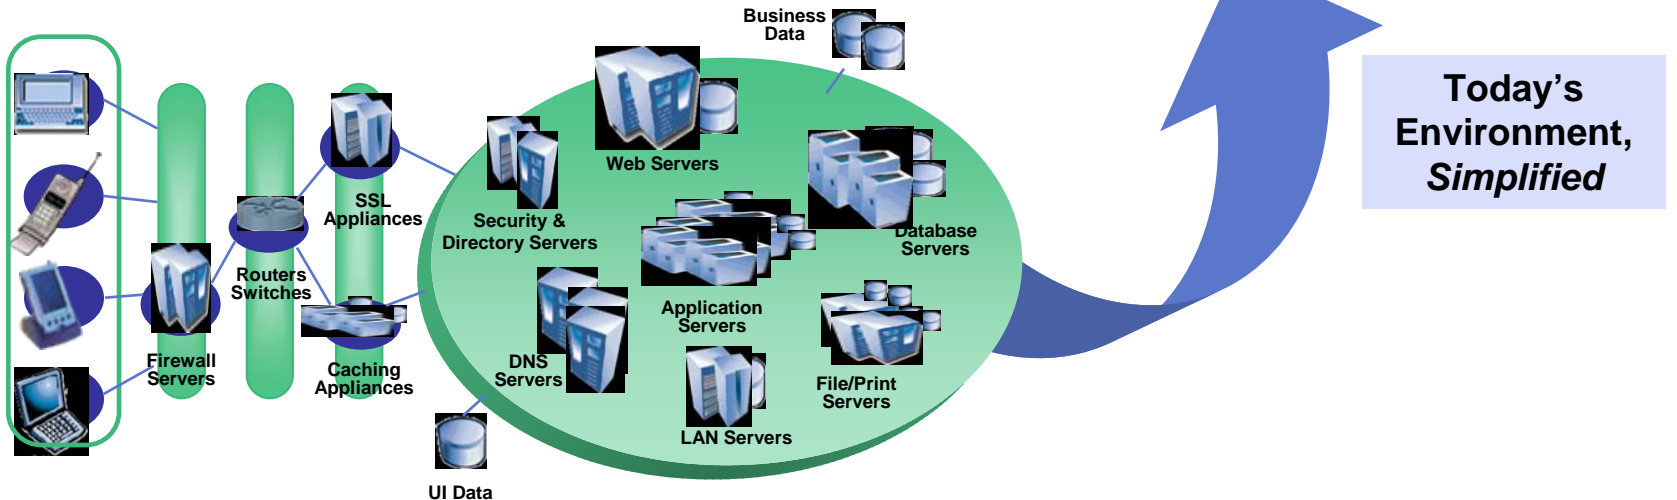 Business
Data
Today's
Environment,
Simplified
Web Servers
SSL
Appliances
Security &
Directory Servers
Database
Servers
Routers
Switches
Application
Servers
Firewall
Servers
Caching
Appliances
DNS
Servers
File/Print
Servers
LAN Servers
UI Data